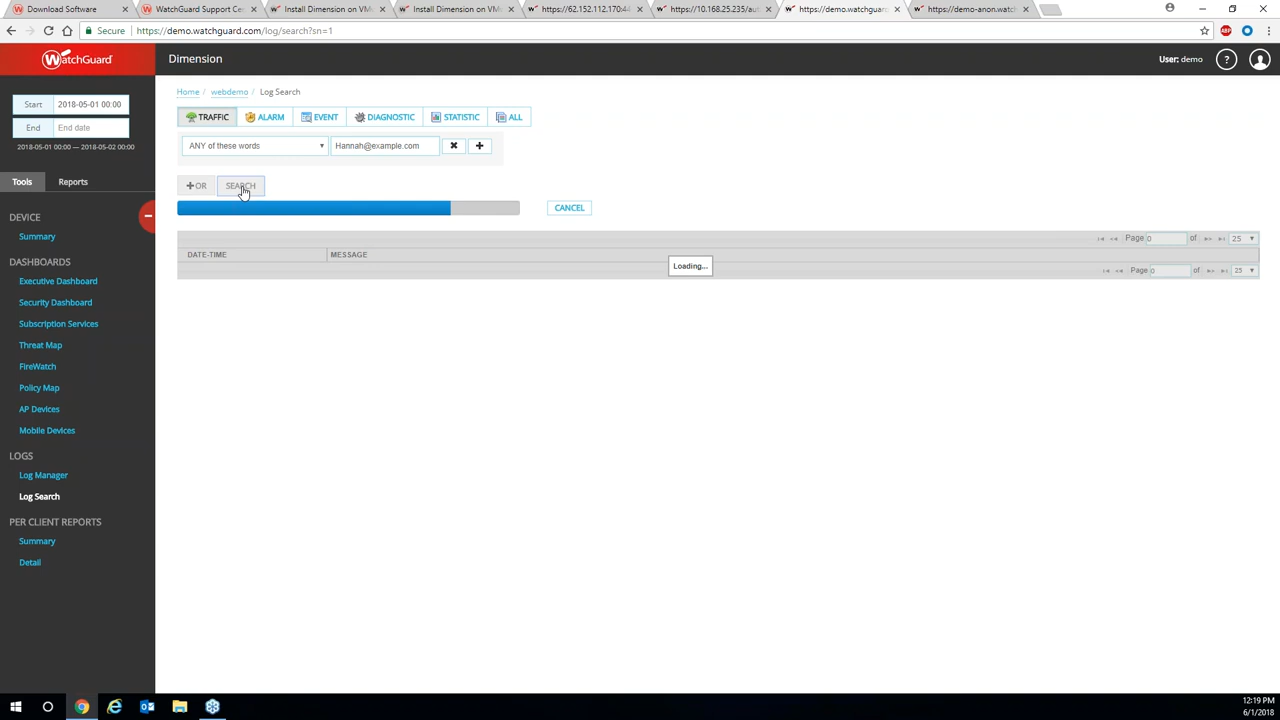 Download Software
WatchGuard Support Ce
Install Dimension on VM
Install Dimension on VM
https://62.152.112.170:4
https://10.168.25.235/au
https://demo.watchguar
https://demo-anon.watc
Secure
https://demo.watchguard.com/log/search?sn=1
WatchGuard
Dimension
User: demo
?
Start 2018-05-01 00:00
End End date
2018-05-01 00:00 — 2018-05-02 00:00
Tools Reports
DEVICE
Summary
DASHBOARDS
Executive Dashboard
Security Dashboard
Subscription Services
Threat Map
FireWatch
Policy Map
AP Devices
Mobile Devices
LOGS
Log Manager
Log Search
PER CLIENT REPORTS
Summary
Detail
Home / webdemo / Log Search
TRAFFIC ALARM EVENT DIAGNOSTIC STATISTIC ALL
ANY of these words Hannah@example.com
+OR SEARCH
CANCEL
Page 0 of 25
DATE-TIME MESSAGE
Loading...
Page 0 of 25
12:19 PM
6/1/2018